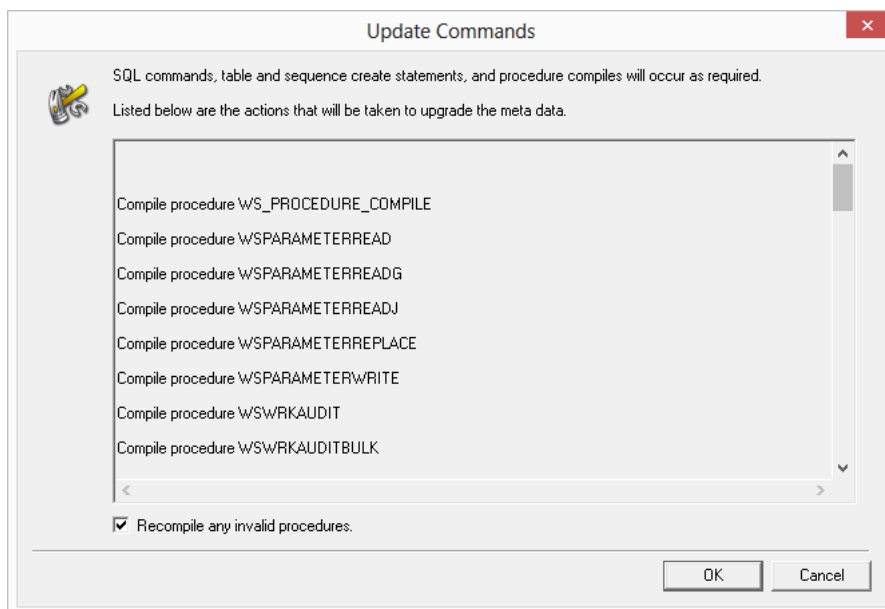 Update Commands
SQL commands, table and sequence create statements, and procedure compiles will occur as required.
Listed below are the actions that will be taken to upgrade the meta data.
Compile procedure WS_PROCEDURE_COMPILE
Compile procedure WSPARAMETERREAD
Compile procedure WSPARAMETERREADG
Compile procedure WSPARAMETERREADJ
Compile procedure WSPARAMETERREPLACE
Compile procedure WSPARAMETERWRITE
Compile procedure WSWRKAUDIT
Compile procedure WSWRKAUDITBULK
Recompile any invalid procedures.
OK Cancel